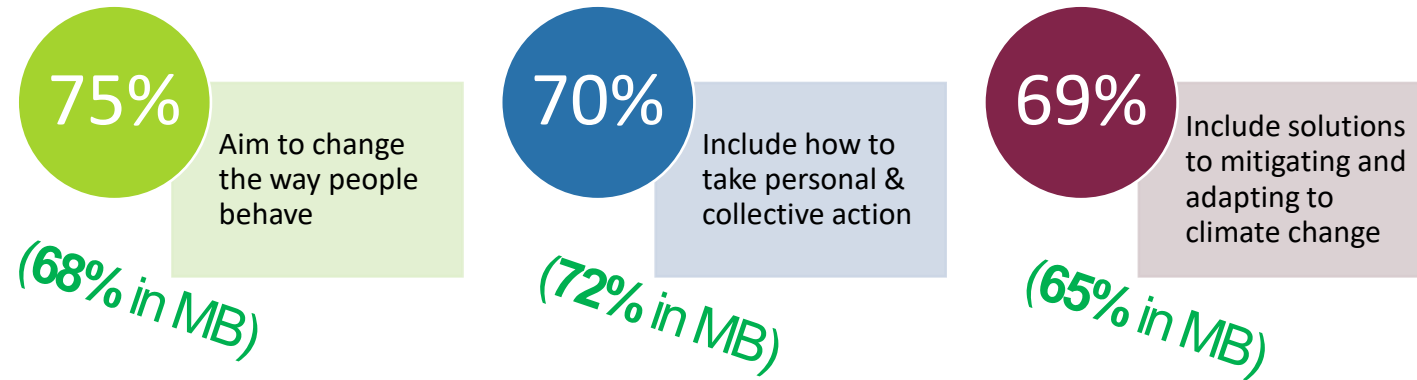 75%
Aim to change
the way people
behave
(68% in MB)
70%
Include how to
take personal &
collective action
(72% in MB)
69%
Include solutions
to mitigating and
adapting to
climate change
(65% in MB)